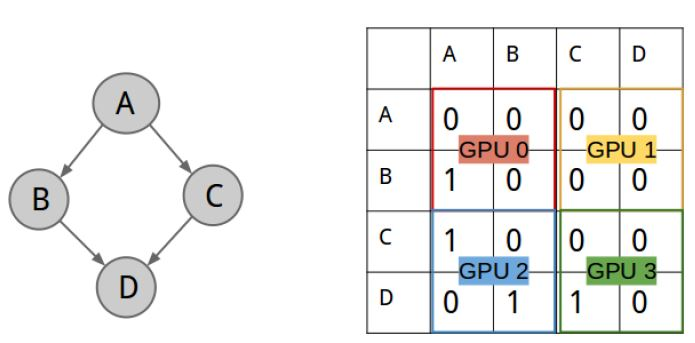 A
B
C
D
A B C D
A 0 0 0 0
GPU 0 GPU 1
B 1 0 0 0
C 1 0 0 0
GPU 2 GPU 3
D 0 1 1 0